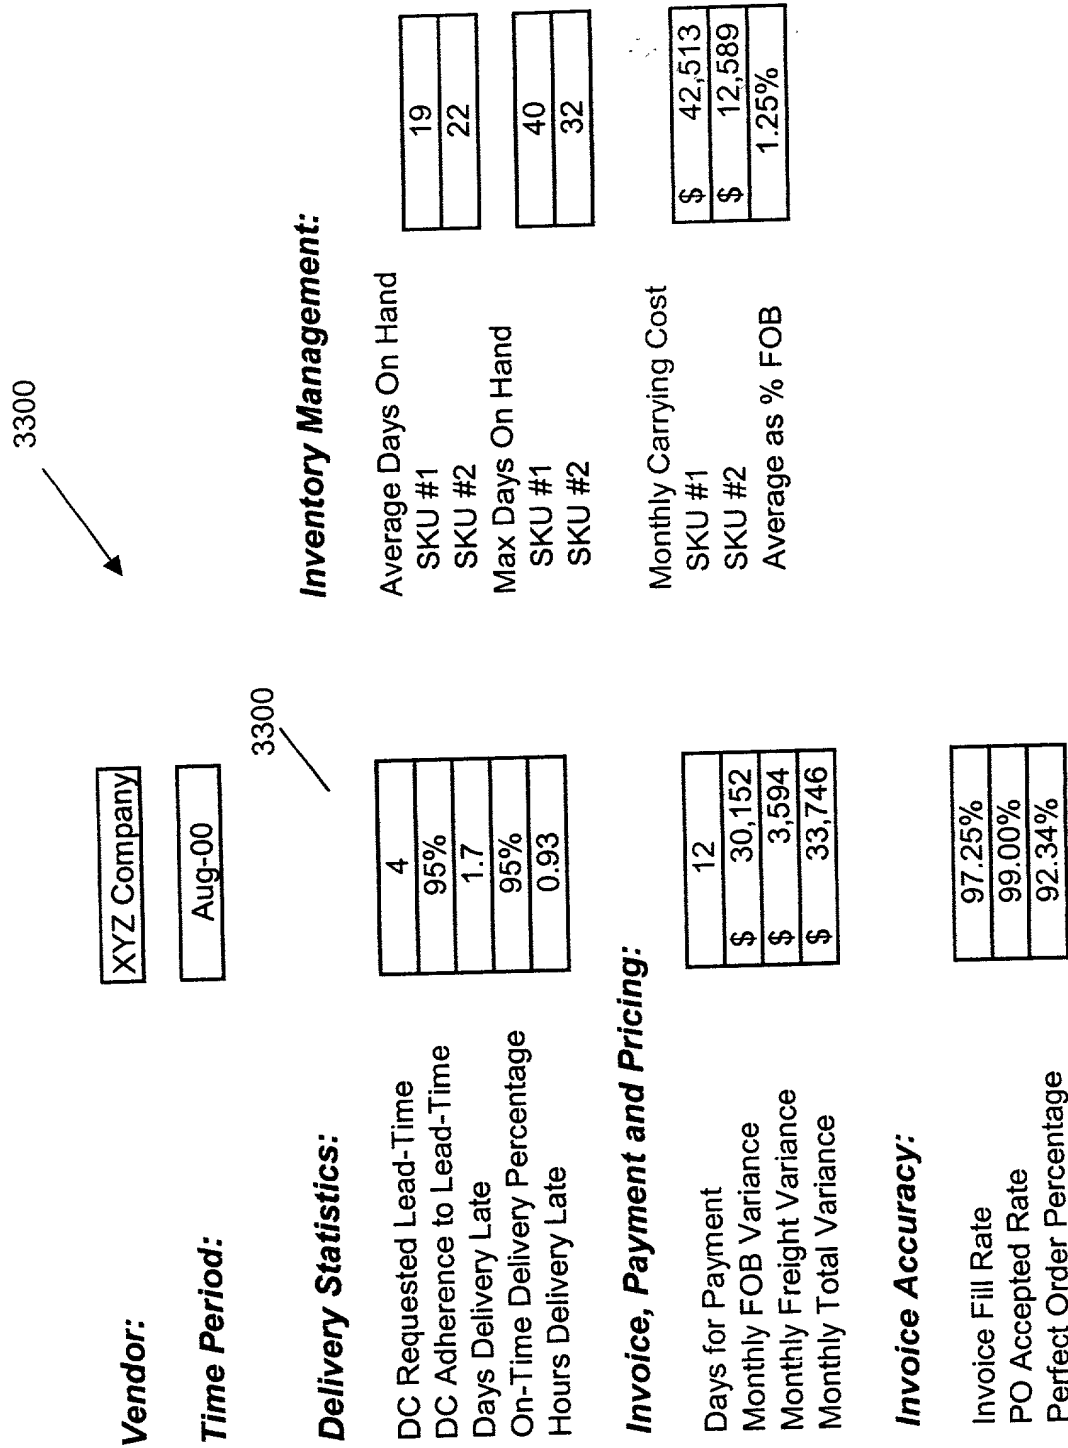 3300
Vendor: XYZ Company
Time Period: Aug-00
3300
Delivery Statistics:
DC Requested Lead-Time 4
DC Adherence to Lead-Time 95%
Days Delivery Late 1.7
On-Time Delivery Percentage 95%
Hours Delivery Late 0.93
Invoice, Payment and Pricing:
Days for Payment 12
Monthly FOB Variance $ 30,152
Monthly Freight Variance $ 3,594
Monthly Total Variance $ 33,746
Invoice Accuracy:
Invoice Fill Rate 97.25%
PO Accepted Rate 99.00%
Perfect Order Percentage 92.34%
Inventory Management:
Average Days On Hand
SKU #1 19
SKU #2 22
Max Days On Hand
SKU #1 40
SKU #2 32
Monthly Carrying Cost
SKU #1 $ 42,513
SKU #2 $ 12,589
Average as % FOB 1.25%